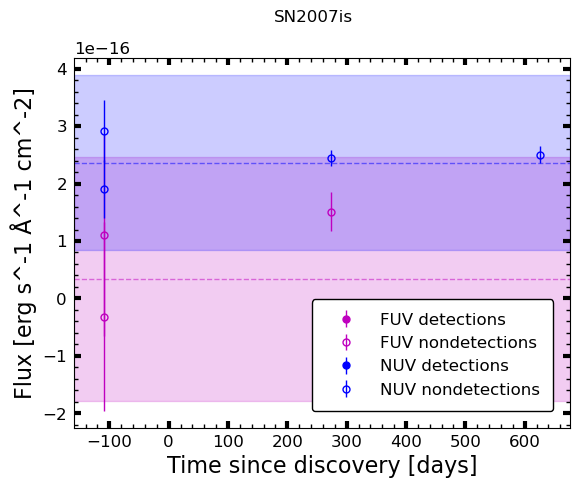 SN2007is
1e−16
4
3
2
1
0
−1
−2
Flux [erg s^-1 Å^-1 cm^-2]
FUV detections
FUV nondetections
NUV detections
NUV nondetections
−100 0 100 200 300 400 500 600
Time since discovery [days]